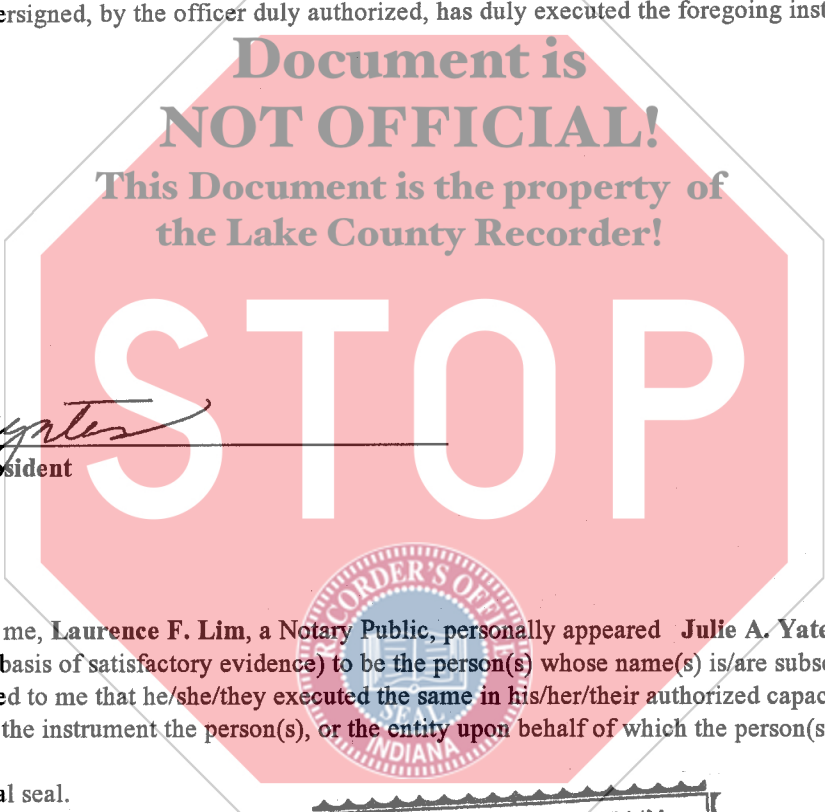 ersigned, by the officer duly authorized, has duly executed the foregoing inst
Document is
NOT OFFICIAL!
This Document is the property of
the Lake County Recorder!
STOP
sident
RECORDER'S OFFICE
me, Laurence F. Lim, a Notary Public, personally appeared Julie A. Yate
basis of satisfactory evidence) to be the person(s) whose name(s) is/are subs
ed to me that he/she/they executed the same in his/her/their authorized capac
the instrument the person(s), or the entity upon behalf of which the person(s
SEAL
INDIANA
al seal.